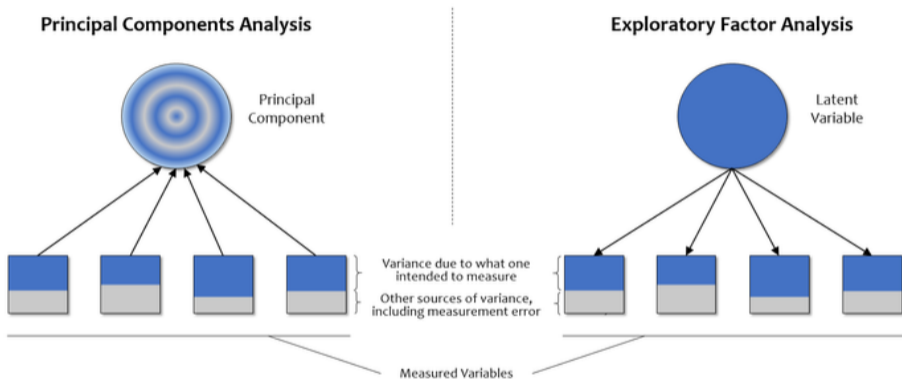 Principal Components Analysis
Exploratory Factor Analysis
Principal
Component
Latent
Variable
Variance due to what one
intended to measure
Other sources of variance,
including measurement error
Measured Variables